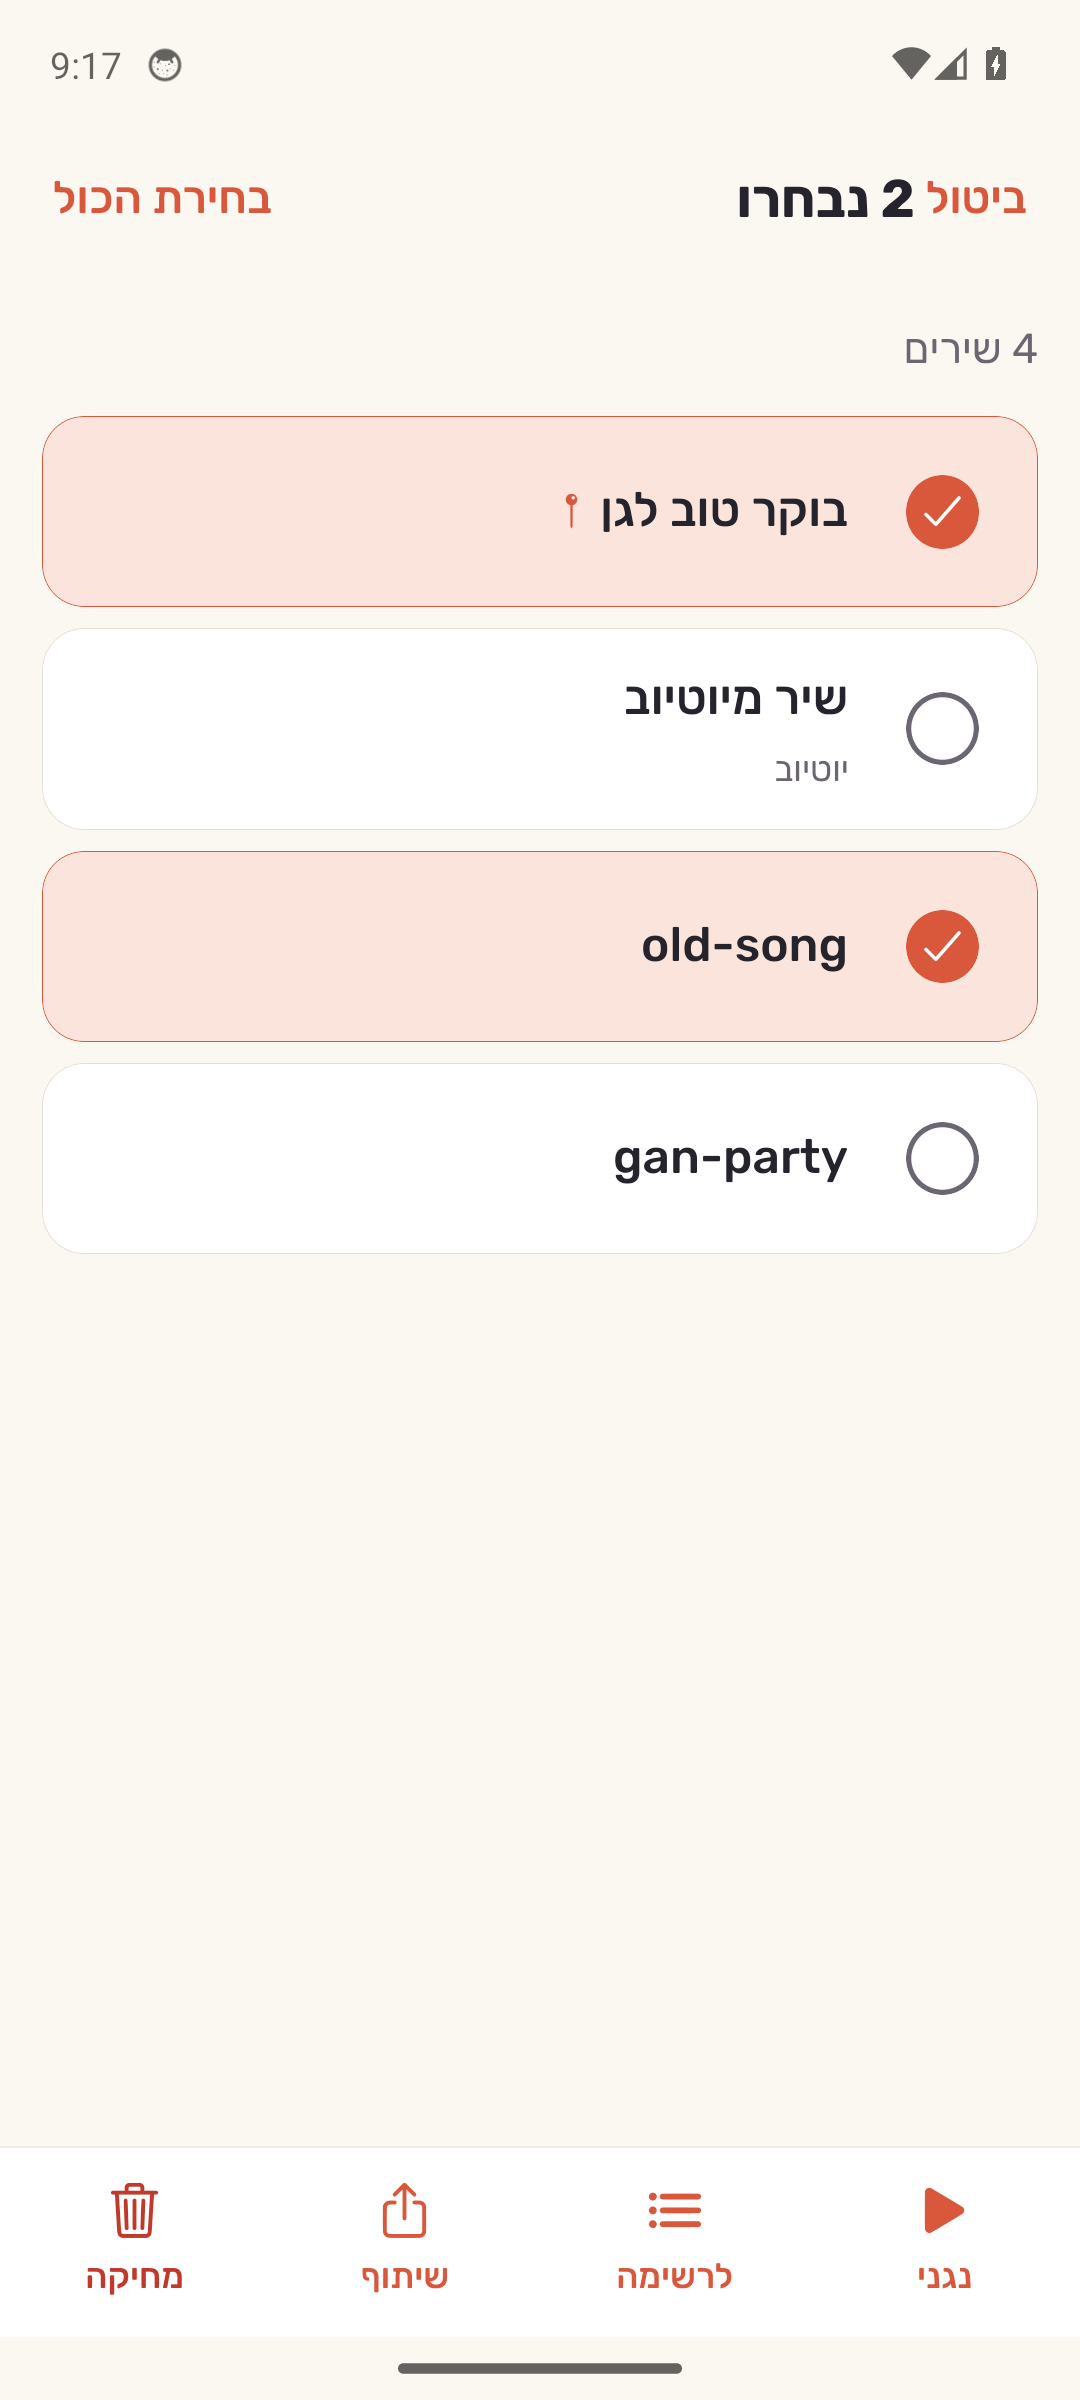 9:17
ביטול 2 נבחרו בחירת הכול
4 שירים
בוקר טוב לגן
שיר מיוטיוב
יוטיוב
old-song
gan-party
נגני לרשימה שיתוף מחיקה